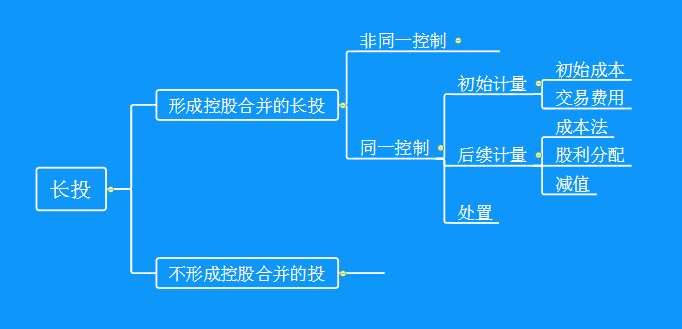 长投
形成控股合并的长投
非同一控制
同一控制
初始计量
初始成本
交易费用
后续计量
成本法
股利分配
减值
处置
不形成控股合并的投